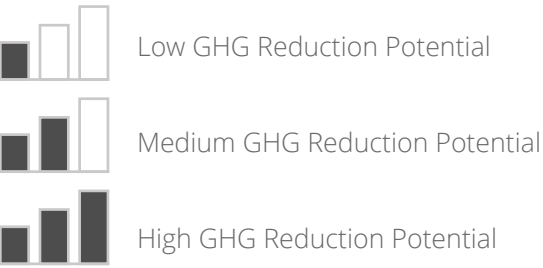 Low GHG Reduction Potential
Medium GHG Reduction Potential
High GHG Reduction Potential